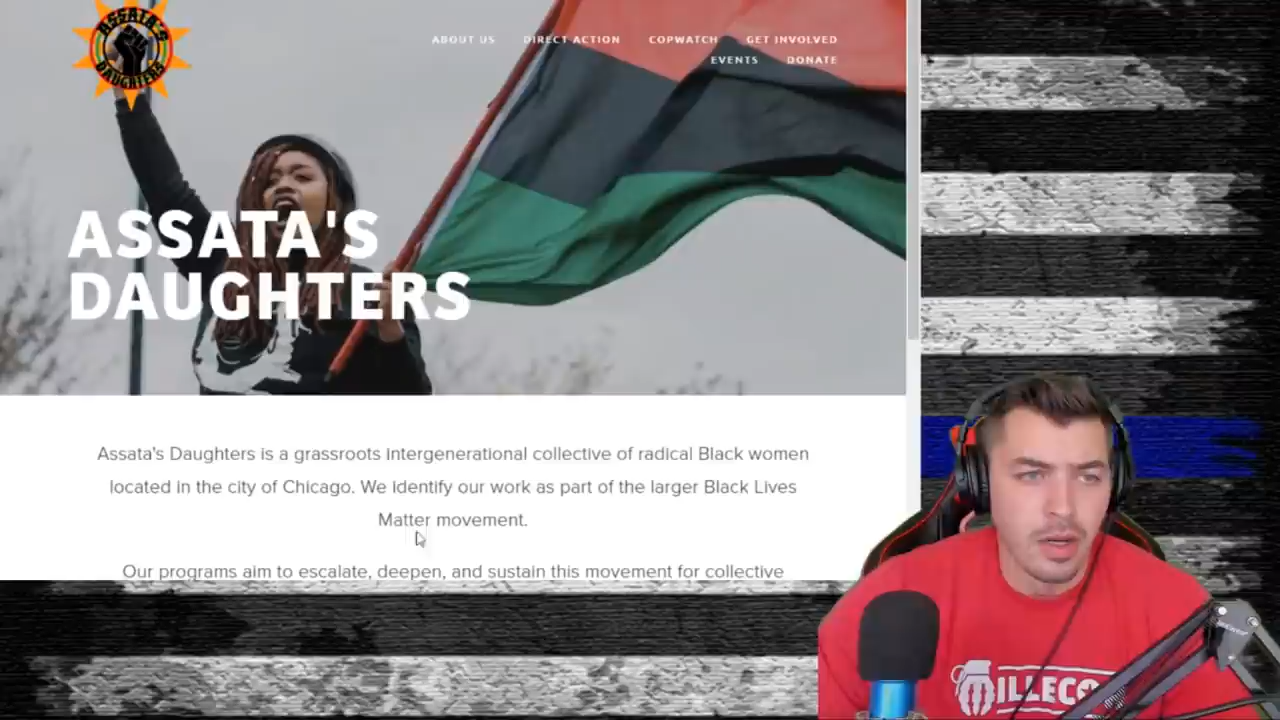 ASSATA'S
DAUGHTERS
ABOUT US DIRECT ACTION COPWATCH GET INVOLVED
EVENTS DONATE
ASSATA'S
DAUGHTERS
Assata's Daughters is a grassroots intergenerational collective of radical Black women
located in the city of Chicago. We identify our work as part of the larger Black Lives
Matter movement.
Our programs aim to escalate, deepen, and sustain this movement for collective